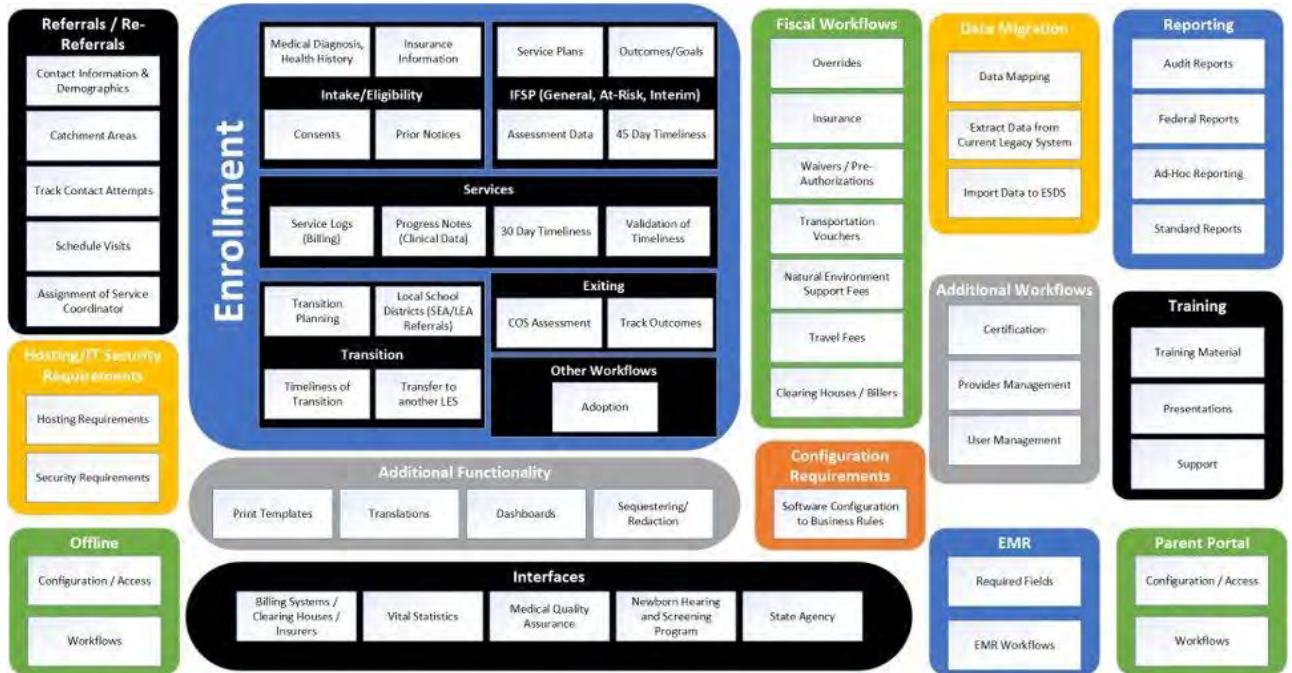 Referrals / Re-
Referrals
Contact Information &
Demographics
Catchment Areas
Track Contact Attempts
Schedule Visits
Assignment of Service
Coordinator
Hosting/IT Security
Requirements
Hosting Requirements
Security Requirements
Offline
Configuration / Access
Workflows
Enrollment
Medical Diagnosis,
Health History
Insurance
Information
Intake/Eligibility
Consents
Prior Notices
Service Plans
Outcomes/Goals
IFSP (General, At-Risk, Interim)
Assessment Data
45 Day Timeliness
Services
Service Logs
(Billing)
Progress Notes
(Clinical Data)
30 Day Timeliness
Validation of
Timeliness
Transition
Planning
Local School
Districts (SEA/LEA
Referrals)
Transition
Timeliness of
Transition
Transfer to
another LES
Exiting
COS Assessment
Track Outcomes
Other Workflows
Adoption
Additional Functionality
Print Templates
Translations
Dashboards
Sequestering/
Redaction
Interfaces
Billing Systems /
Clearing Houses /
Insurers
Vital Statistics
Medical Quality
Assurance
Newborn Hearing
and Screening
Program
State Agency
Fiscal Workflows
Overrides
Insurance
Waivers / Pre-
Authorizations
Transportation
Vouchers
Natural Environment
Support Fees
Travel Fees
Clearing Houses / Billers
Configuration
Requirements
Software Configuration
to Business Rules
Data Migration
Data Mapping
Extract Data from
Current Legacy System
Import Data to ESDS
Additional Workflows
Certification
Provider Management
User Management
EMR
Required Fields
EMR Workflows
Reporting
Audit Reports
Federal Reports
Ad-Hoc Reporting
Standard Reports
Training
Training Material
Presentations
Support
Parent Portal
Configuration / Access
Workflows